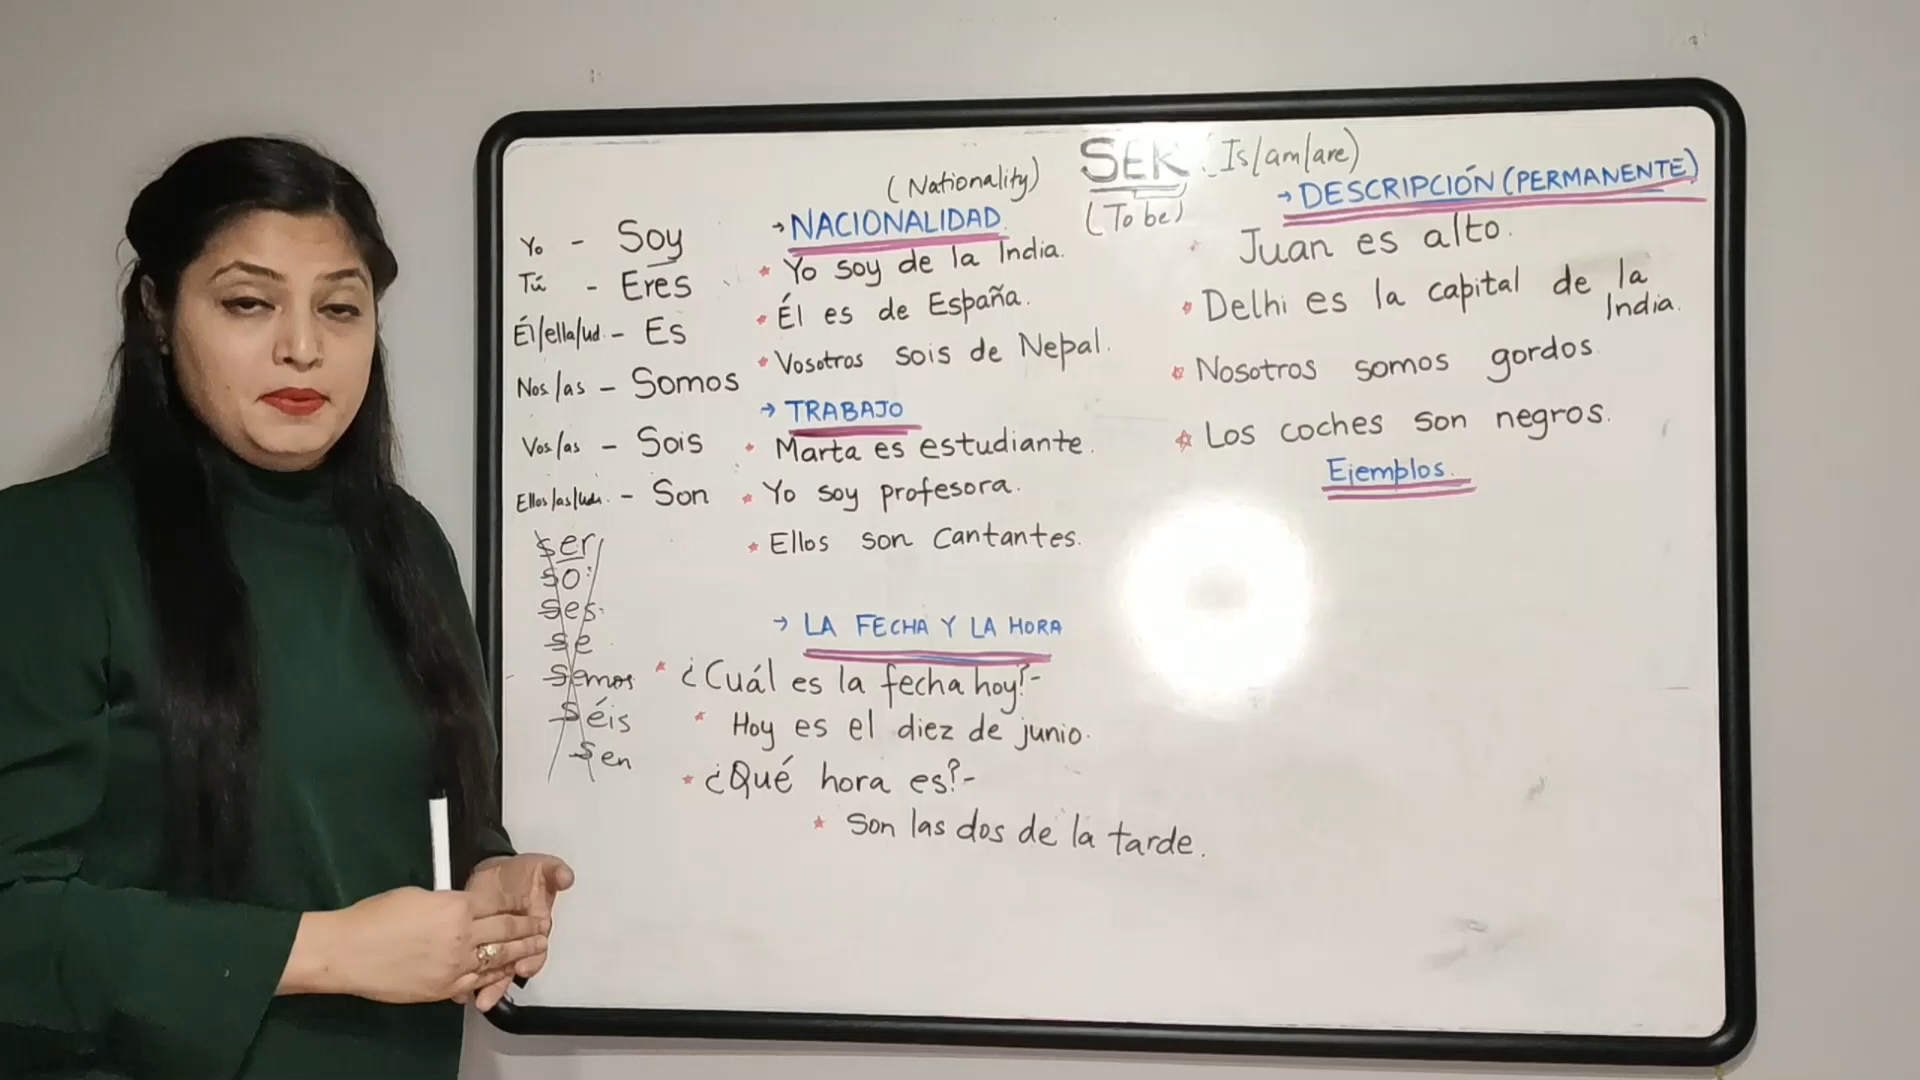 SER : Is/am/are)
(To be)
Yo - Soy
Tú - Eres
Él/ella/ud. - Es
Nos/as - Somos
Vos/as - Sois
Ellos/as/uds. - Son
Ser
So
Ses
Se
Semos
Séis
Sen
(Nationality)
→ NACIONALIDAD
* Yo soy de la India.
* Él es de España.
* Vosotros sois de Nepal.
→ TRABAJO
* Marta es estudiante.
* Yo soy profesora.
* Ellos son Cantantes.
→ LA FECHA Y LA HORA
* ¿Cuál es la fecha hoy?-
* Hoy es el diez de junio.
* ¿Qué hora es?-
* Son las dos de la tarde.
→ DESCRIPCIÓN (PERMANENTE)
Juan es alto.
* Delhi es la capital de la
India.
* Nosotros somos gordos.
* Los coches son negros.
Ejemplos.